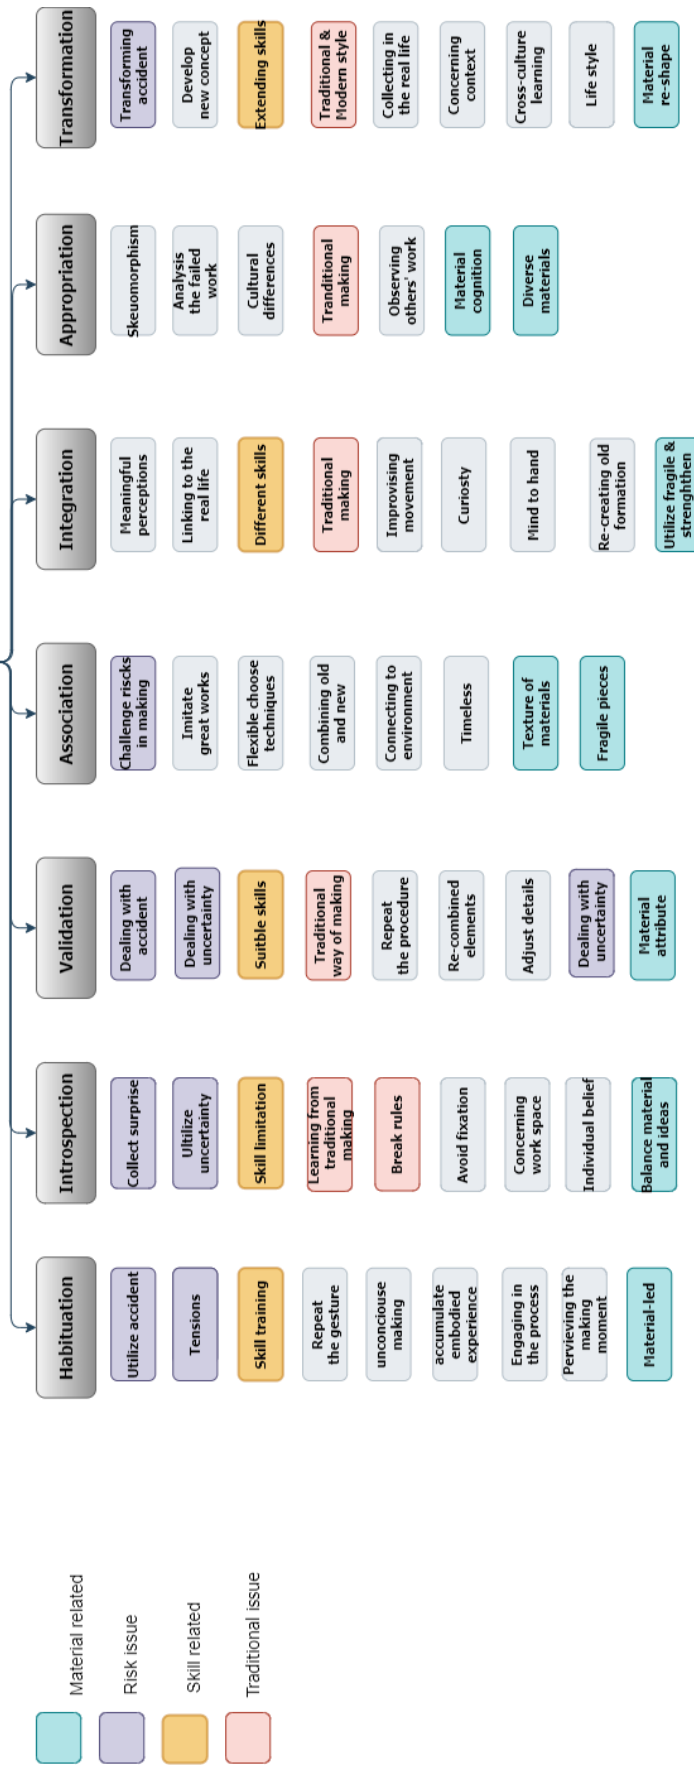 Habituation
Utilize accident
Tensions
Skill training
Repeat
the gesture
unconciouse
making
accumulate
embodied
experience
Engaging in
the process
Pervieving the
making
moment
Material-led
Introspection
Collect surprise
Ultilize
uncertainty
Skill limitation
Learning from
traditional
making
Break rules
Avoid fixation
Concerning
work space
Individual belief
Balance material
and ideas
Validation
Dealing with
accident
Dealing with
uncertainty
Suitble skills
Traditional
way of making
Repeat
the procedure
Re-combined
elements
Adjust details
Dealing with
uncertainty
Material
attribute
Association
Challenge riscks
in making
Imitate
great works
Flexible choose
techniques
Combining old
and new
Connecting to
environment
Timeless
Texture of
materials
Fragile pieces
Integration
Meaningful
perceptions
Linking to the
real life
Different skills
Traditional
making
Improvising
movement
Curiosty
Mind to hand
Re-creating old
formation
Utilize fragile &
strenghthen
Appropriation
Skeuomorphism
Analysis
the failed
work
Cultural
differences
Tranditional
making
Observing
others' work
Material
cognition
Diverse
materials
Transformation
Transforming
accident
Develop
new concept
Extending skills
Traditional &
Modern style
Collecting in
the real life
Concerning
context
Cross-culture
learning
Life style
Material
re-shape
Material related
Risk issue
Skill related
Traditional issue